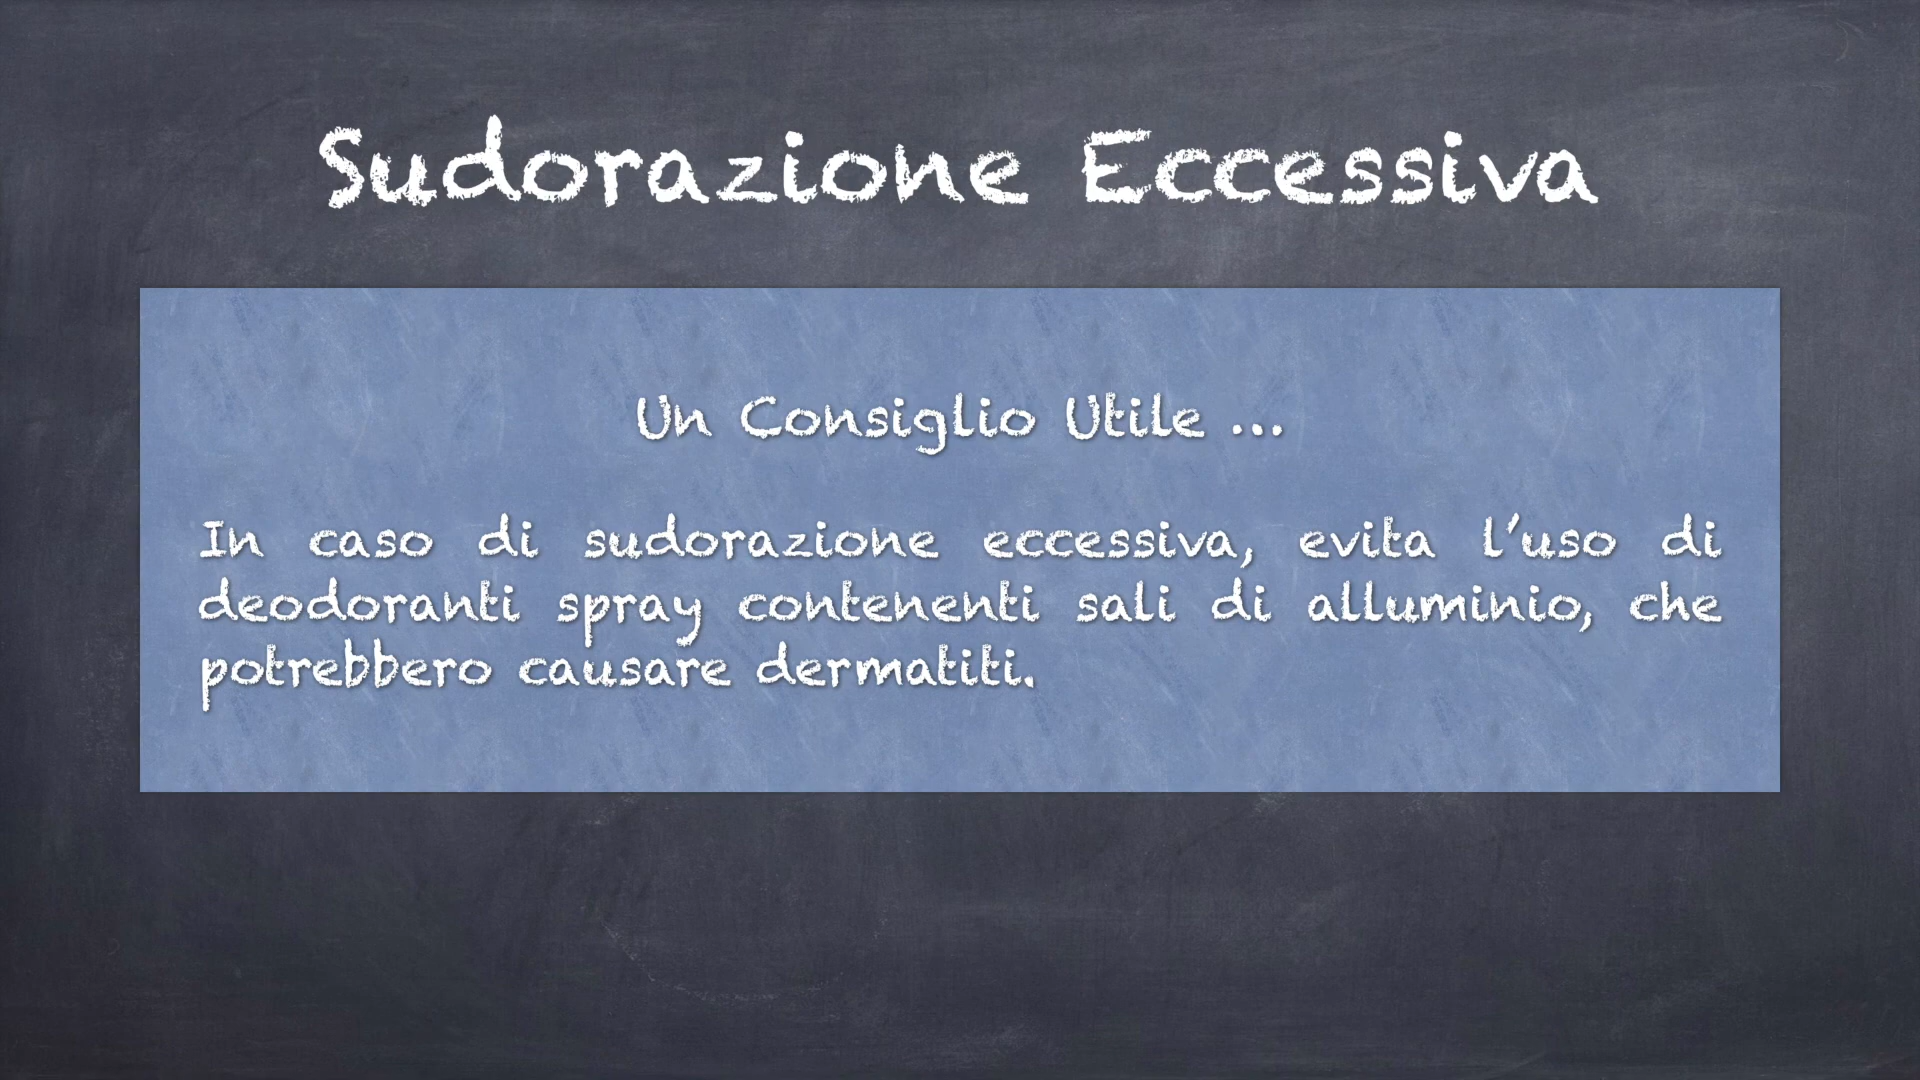 Sudorazione Eccessiva
Un Consiglio Utile ...
In caso di sudorazione eccessiva, evita l’uso di
deodoranti spray contenenti sali di alluminio, che
potrebbero causare dermatiti.